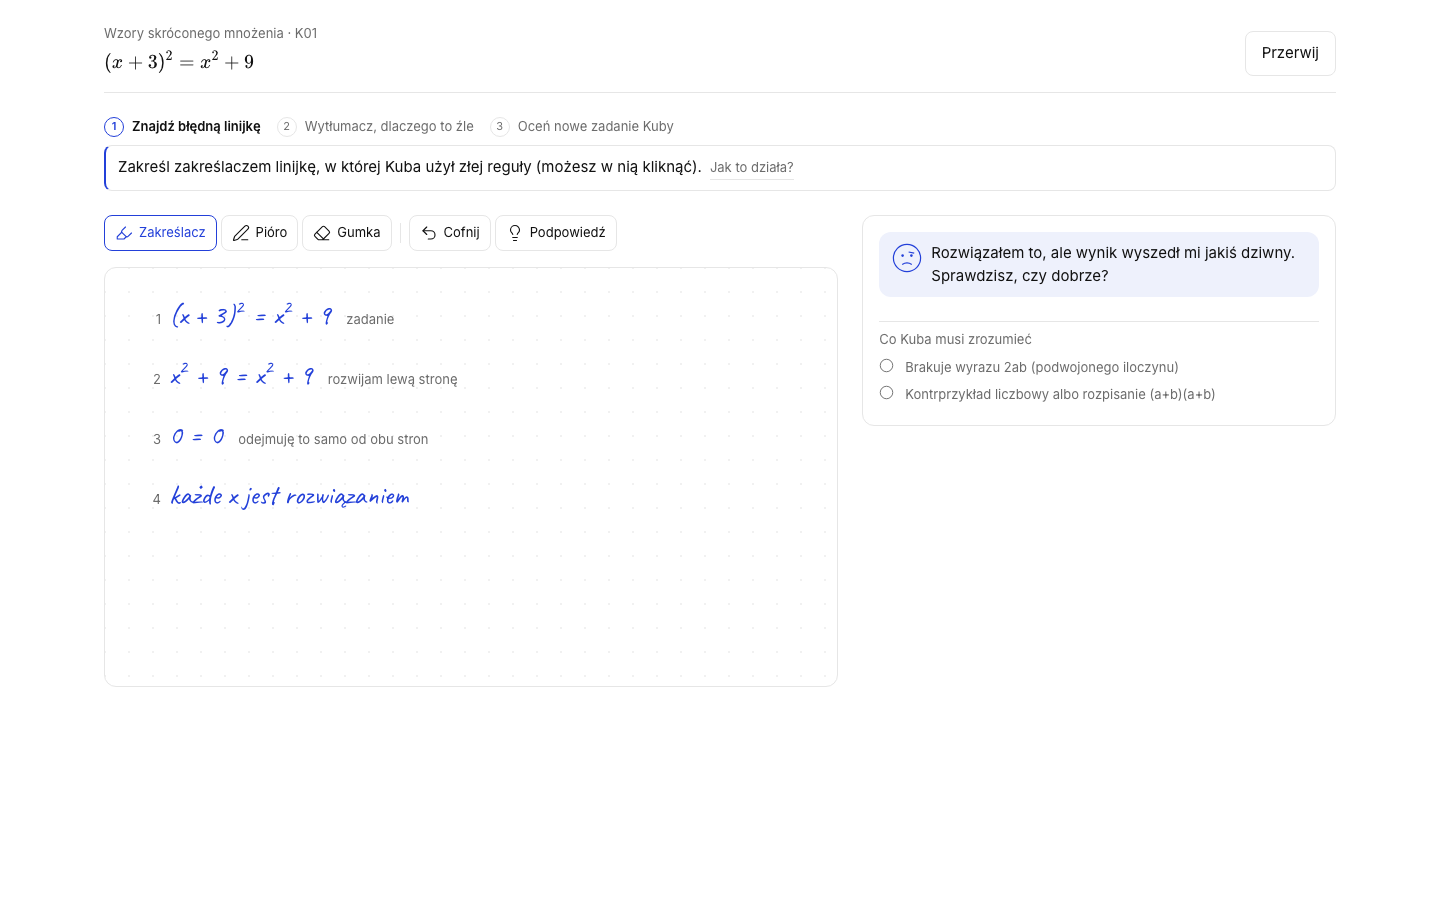 Wzory skróconego mnożenia · K01
(x + 3)² = x² + 9
Przerwij
1 Znajdź błędną linijkę 2 Wytłumacz, dlaczego to źle 3 Oceń nowe zadanie Kuby
Zakreśl zakreślaczem linijkę, w której Kuba użył złej reguły (możesz w nią kliknąć). Jak to działa?
Zakreślacz Pióro Gumka Cofnij Podpowiedź
1 (x + 3)² = x² + 9 zadanie
2 x² + 9 = x² + 9 rozwijam lewą stronę
3 0 = 0 odejmuję to samo od obu stron
4 każde x jest rozwiązaniem
Rozwiązałem to, ale wynik wyszedł mi jakiś dziwny.
Sprawdzisz, czy dobrze?
Co Kuba musi zrozumieć
Brakuje wyrazu 2ab (podwojonego iloczynu)
Kontrprzykład liczbowy albo rozpisanie (a+b)(a+b)